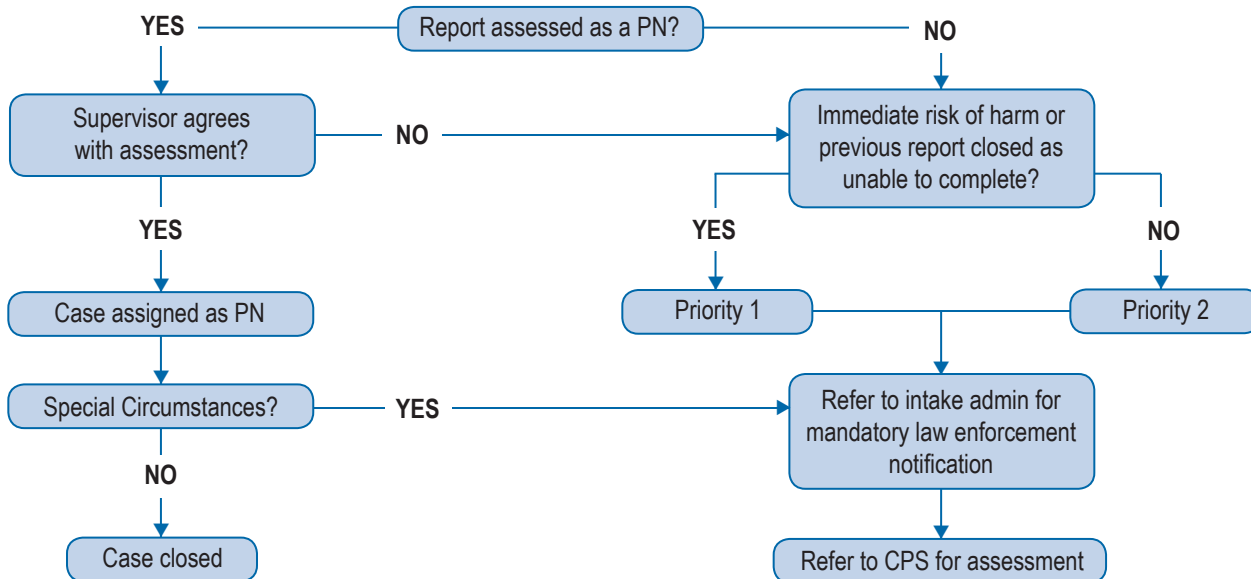 Report assessed as a PN?
YES
NO
Supervisor agrees
with assessment?
NO
Immediate risk of harm or
previous report closed as
unable to complete?
YES
YES
NO
Case assigned as PN
Priority 1
Priority 2
Special Circumstances?
YES
Refer to intake admin for
mandatory law enforcement
notification
NO
Case closed
Refer to CPS for assessment